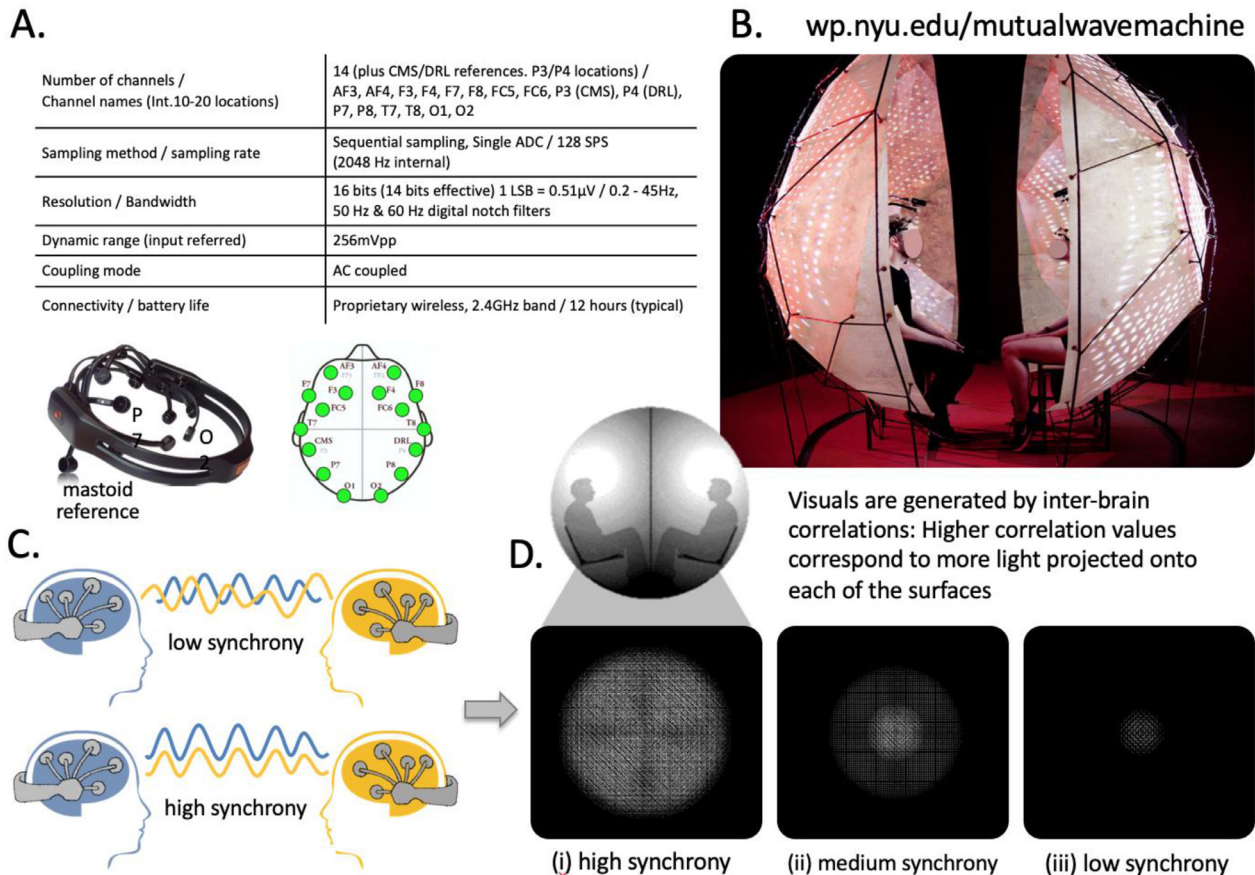 A.
Number of channels /
Channel names (Int.10-20 locations)
14 (plus CMS/DRL references. P3/P4 locations) /
AF3, AF4, F3, F4, F7, F8, FC5, FC6, P3 (CMS), P4 (DRL),
P7, P8, T7, T8, O1, O2
Sampling method / sampling rate
Sequential sampling, Single ADC / 128 SPS
(2048 Hz internal)
Resolution / Bandwidth
16 bits (14 bits effective) 1 LSB = 0.51µV / 0.2 - 45Hz,
50 Hz & 60 Hz digital notch filters
Dynamic range (input referred)
256mVpp
Coupling mode
AC coupled
Connectivity / battery life
Proprietary wireless, 2.4GHz band / 12 hours (typical)
P
7
O
2
mastoid
reference
AF3 AF4
F7 F3 F4 F8
FC5 FC6
T7 T8
CMS DRL
P3 P4
P7 P8
O1 O2
B.
wp.nyu.edu/mutualwavemachine
Visuals are generated by inter-brain
correlations: Higher correlation values
correspond to more light projected onto
each of the surfaces
C.
low synchrony
high synchrony
D.
(i) high synchrony
(ii) medium synchrony
(iii) low synchrony